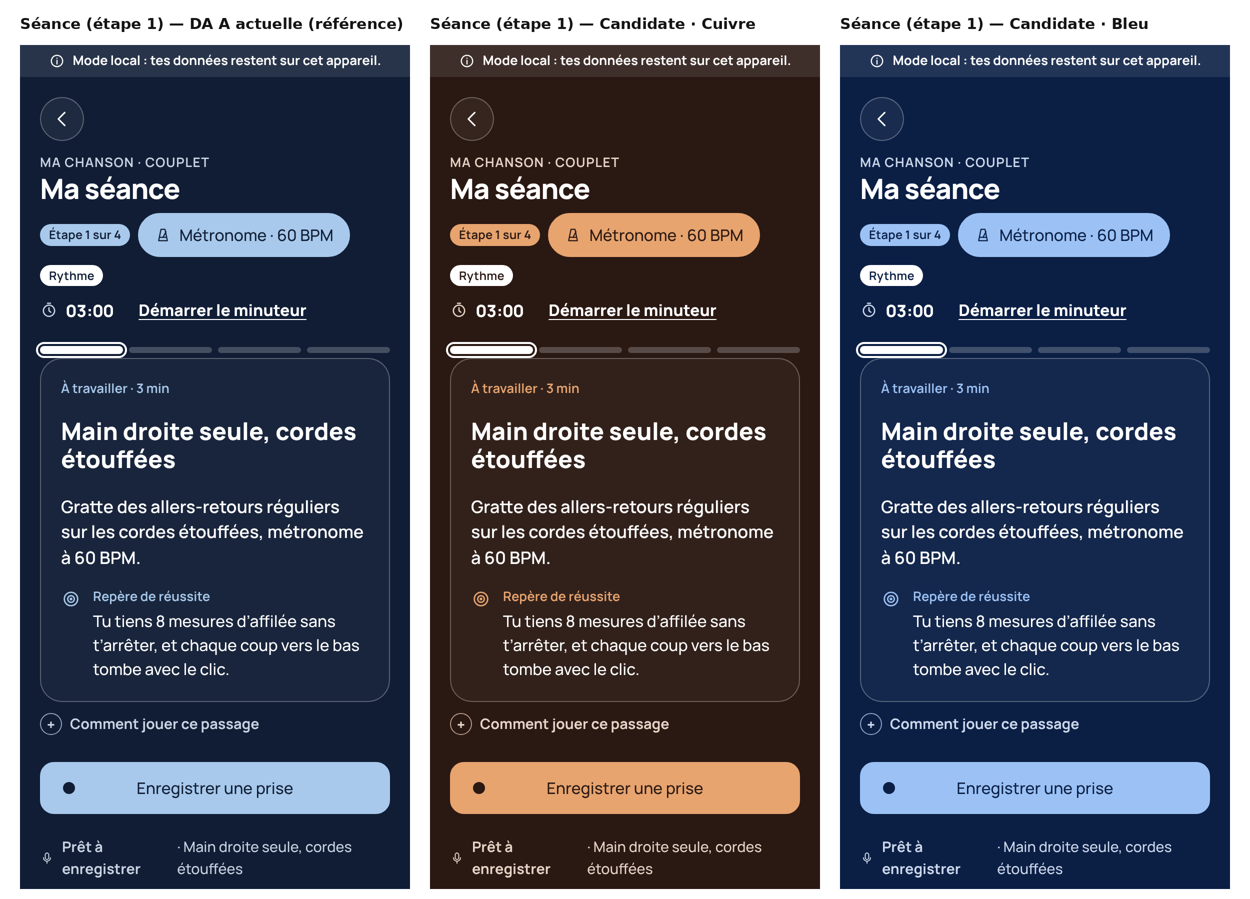 Séance (étape 1) — DA A actuelle (référence)
Mode local : tes données restent sur cet appareil.
MA CHANSON · COUPLET
Ma séance
Étape 1 sur 4
Métronome · 60 BPM
Rythme
03:00
Démarrer le minuteur
À travailler · 3 min
Main droite seule, cordes
étouffées
Gratte des allers-retours réguliers
sur les cordes étouffées, métronome
à 60 BPM.
Repère de réussite
Tu tiens 8 mesures d’affilée sans
t’arrêter, et chaque coup vers le bas
tombe avec le clic.
Comment jouer ce passage
Enregistrer une prise
Prêt à
enregistrer
· Main droite seule, cordes
étouffées
Séance (étape 1) — Candidate · Cuivre
Mode local : tes données restent sur cet appareil.
MA CHANSON · COUPLET
Ma séance
Étape 1 sur 4
Métronome · 60 BPM
Rythme
03:00
Démarrer le minuteur
À travailler · 3 min
Main droite seule, cordes
étouffées
Gratte des allers-retours réguliers
sur les cordes étouffées, métronome
à 60 BPM.
Repère de réussite
Tu tiens 8 mesures d’affilée sans
t’arrêter, et chaque coup vers le bas
tombe avec le clic.
Comment jouer ce passage
Enregistrer une prise
Prêt à
enregistrer
· Main droite seule, cordes
étouffées
Séance (étape 1) — Candidate · Bleu
Mode local : tes données restent sur cet appareil.
MA CHANSON · COUPLET
Ma séance
Étape 1 sur 4
Métronome · 60 BPM
Rythme
03:00
Démarrer le minuteur
À travailler · 3 min
Main droite seule, cordes
étouffées
Gratte des allers-retours réguliers
sur les cordes étouffées, métronome
à 60 BPM.
Repère de réussite
Tu tiens 8 mesures d’affilée sans
t’arrêter, et chaque coup vers le bas
tombe avec le clic.
Comment jouer ce passage
Enregistrer une prise
Prêt à
enregistrer
· Main droite seule, cordes
étouffées